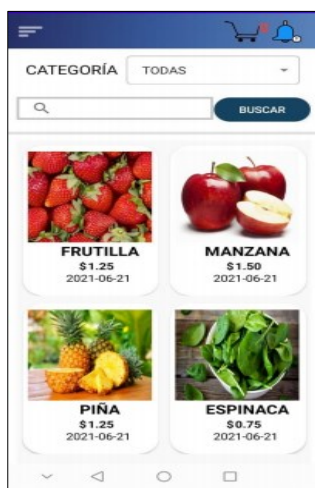 CATEGORÍA TODAS
BUSCAR
FRUTILLA
$1.25
2021-06-21
MANZANA
$1.50
2021-06-21
PIÑA
$1.25
2021-06-21
ESPINACA
$0.75
2021-06-21